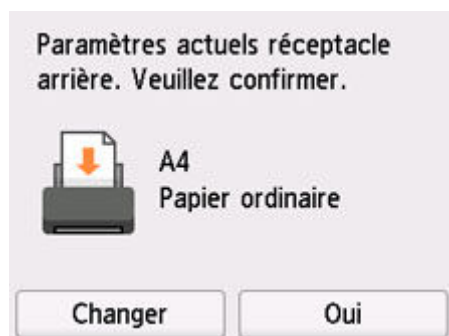 Paramètres actuels réceptacle
arrière. Veuillez confirmer.
A4
Papier ordinaire
Changer
Oui